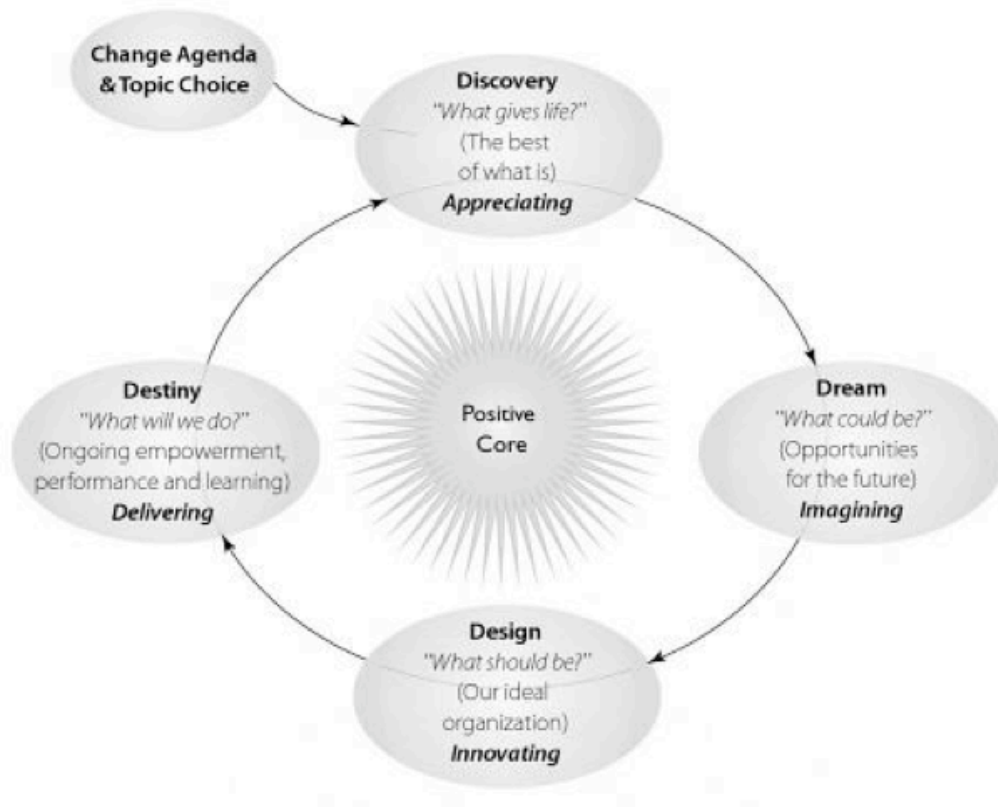 Change Agenda
& Topic Choice
Discovery
"What gives life?"
(The best
of what is)
Appreciating
Dream
"What could be?"
(Opportunities
for the future)
Imagining
Design
"What should be?"
(Our ideal
organization)
Innovating
Destiny
"What will we do?"
(Ongoing empowerment,
performance and learning)
Delivering
Positive
Core